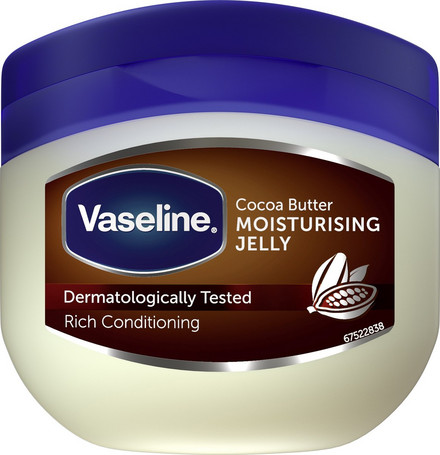 Vaseline.
Cocoa Butter
MOISTURISING
JELLY
Dermatologically Tested
Rich Conditioning
67522838